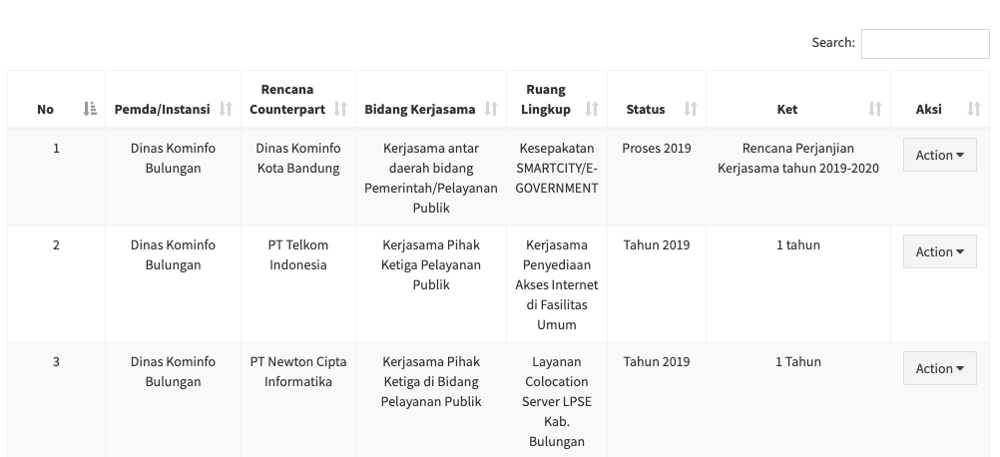 Search:
No
Pemda/Instansi
Rencana
Counterpart
Bidang Kerjasama
Ruang
Lingkup
Status
Ket
Aksi
1
Dinas Kominfo
Bulungan
Dinas Kominfo
Kota Bandung
Kerjasama antar
daerah bidang
Pemerintah/Pelayanan
Publik
Kesepakatan
SMARTCITY/E-
GOVERNMENT
Proses 2019
Rencana Perjanjian
Kerjasama tahun 2019-2020
Action
2
Dinas Kominfo
Bulungan
PT Telkom
Indonesia
Kerjasama Pihak
Ketiga Pelayanan
Publik
Kerjasama
Penyediaan
Akses Internet
di Fasilitas
Umum
Tahun 2019
1 tahun
Action
3
Dinas Kominfo
Bulungan
PT Newton Cipta
Informatika
Kerjasama Pihak
Ketiga di Bidang
Pelayanan Publik
Layanan
Colocation
Server LPSE
Kab.
Bulungan
Tahun 2019
1 Tahun
Action